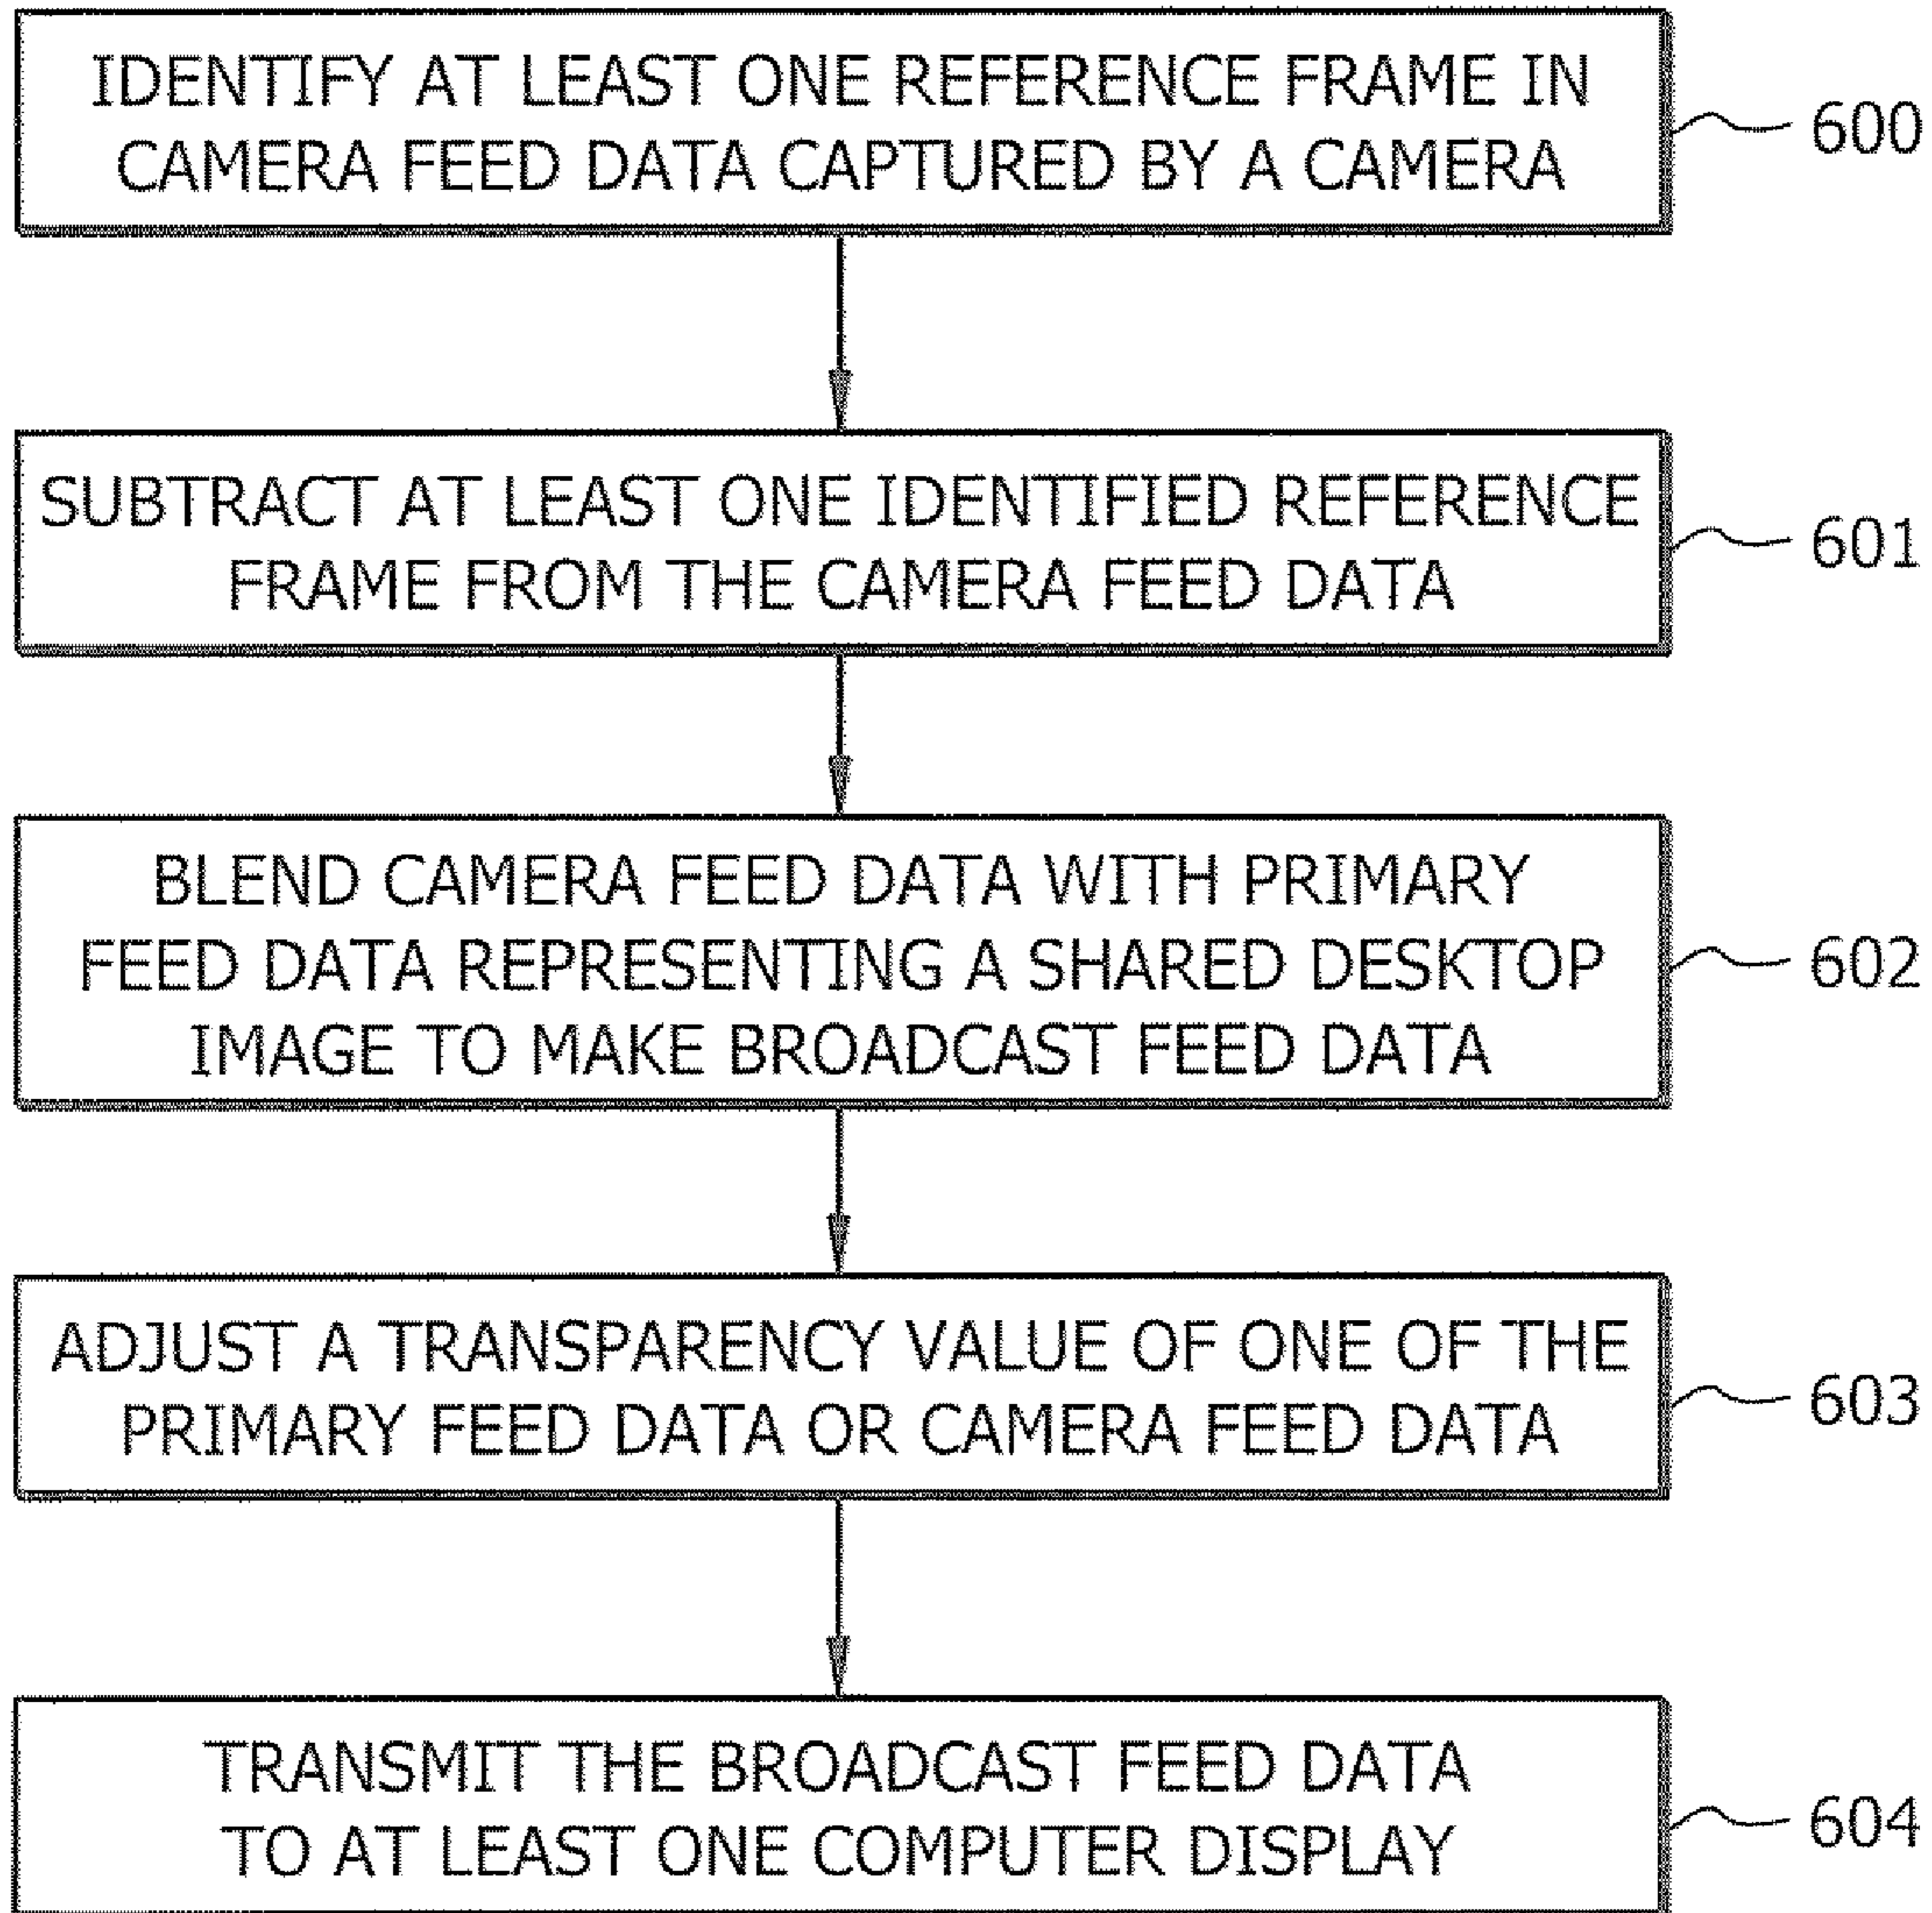 IDENTIFY AT LEAST ONE REFERENCE FRAME IN
CAMERA FEED DATA CAPTURED BY A CAMERA
600
SUBTRACT AT LEAST ONE IDENTIFIED REFERENCE
FRAME FROM THE CAMERA FEED DATA
601
BLEND CAMERA FEED DATA WITH PRIMARY
FEED DATA REPRESENTING A SHARED DESKTOP
IMAGE TO MAKE BROADCAST FEED DATA
602
ADJUST A TRANSPARENCY VALUE OF ONE OF THE
PRIMARY FEED DATA OR CAMERA FEED DATA
603
TRANSMIT THE BROADCAST FEED DATA
TO AT LEAST ONE COMPUTER DISPLAY
604